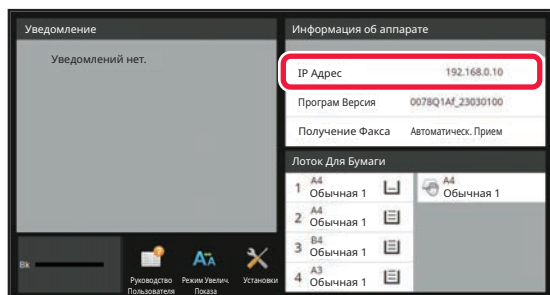 Уведомление
Уведомлений нет.
Информация об аппарате
IP Адрес 192.168.0.10
Програм Версия 0078Q1Af_23030100
Получение Факса Автоматическ. Прием
Лоток Для Бумаги
1 A4 Обычная 1
A4 Обычная 1
2 A4 Обычная 1
3 B4 Обычная 1
4 A3 Обычная 1
Bk
Руководство Пользователя
Режим Увелич. Показа
Установки